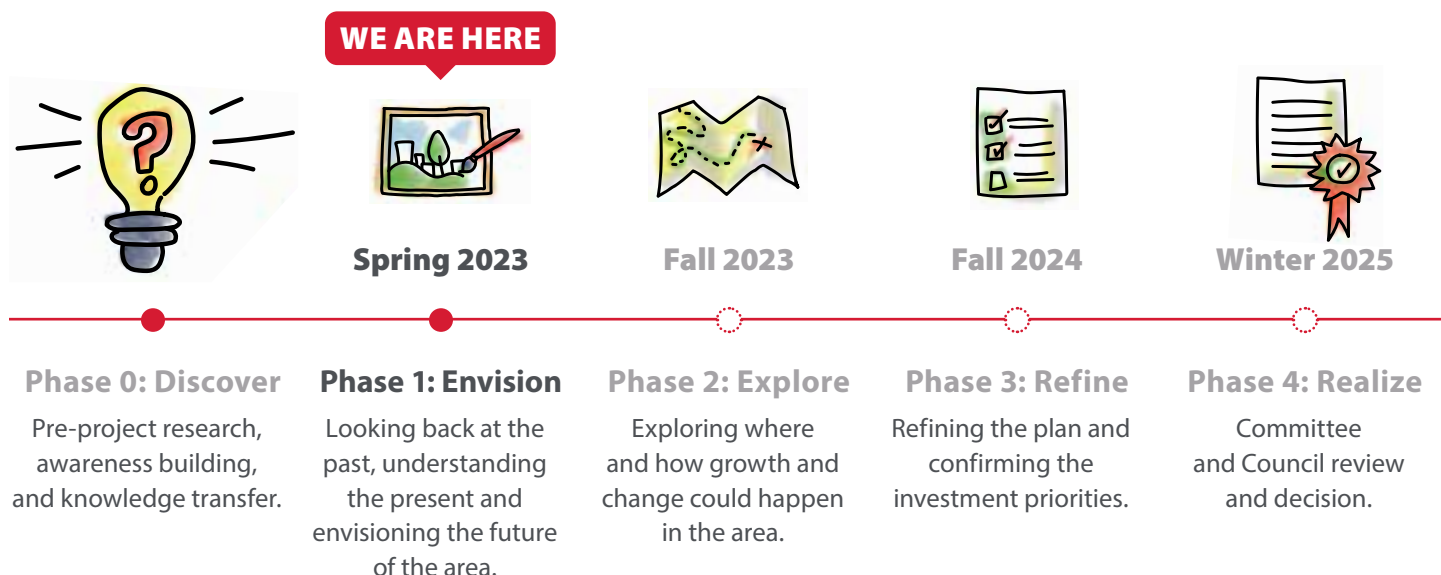 WE ARE HERE
Spring 2023
Fall 2023
Fall 2024
Winter 2025
Phase 0: Discover
Pre-project research,
awareness building,
and knowledge transfer.
Phase 1: Envision
Looking back at the
past, understanding
the present and
envisioning the future
of the area.
Phase 2: Explore
Exploring where
and how growth and
change could happen
in the area.
Phase 3: Refine
Refining the plan and
confirming the
investment priorities.
Phase 4: Realize
Committee
and Council review
and decision.